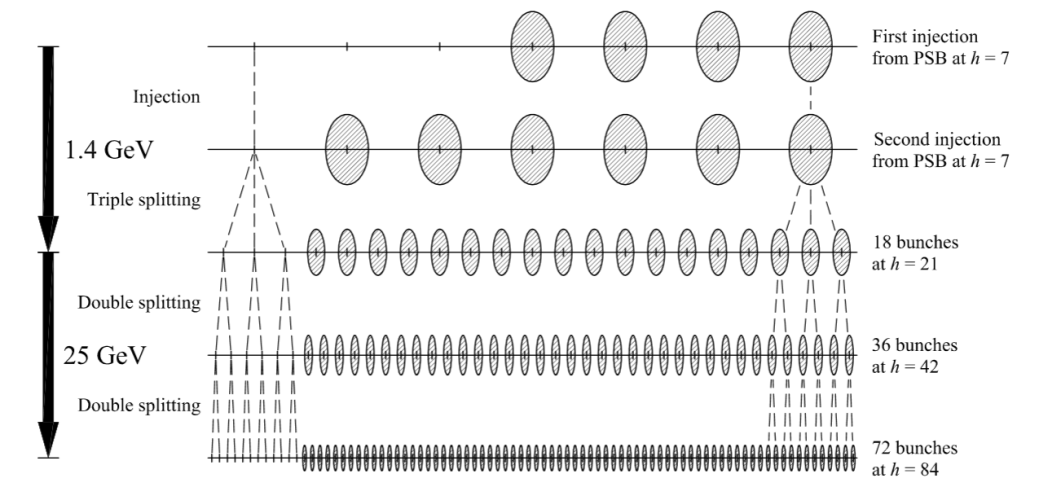 First injection
from PSB at h = 7
Injection
1.4 GeV
Second injection
from PSB at h = 7
Triple splitting
18 bunches
at h = 21
Double splitting
25 GeV
36 bunches
at h = 42
Double splitting
72 bunches
at h = 84